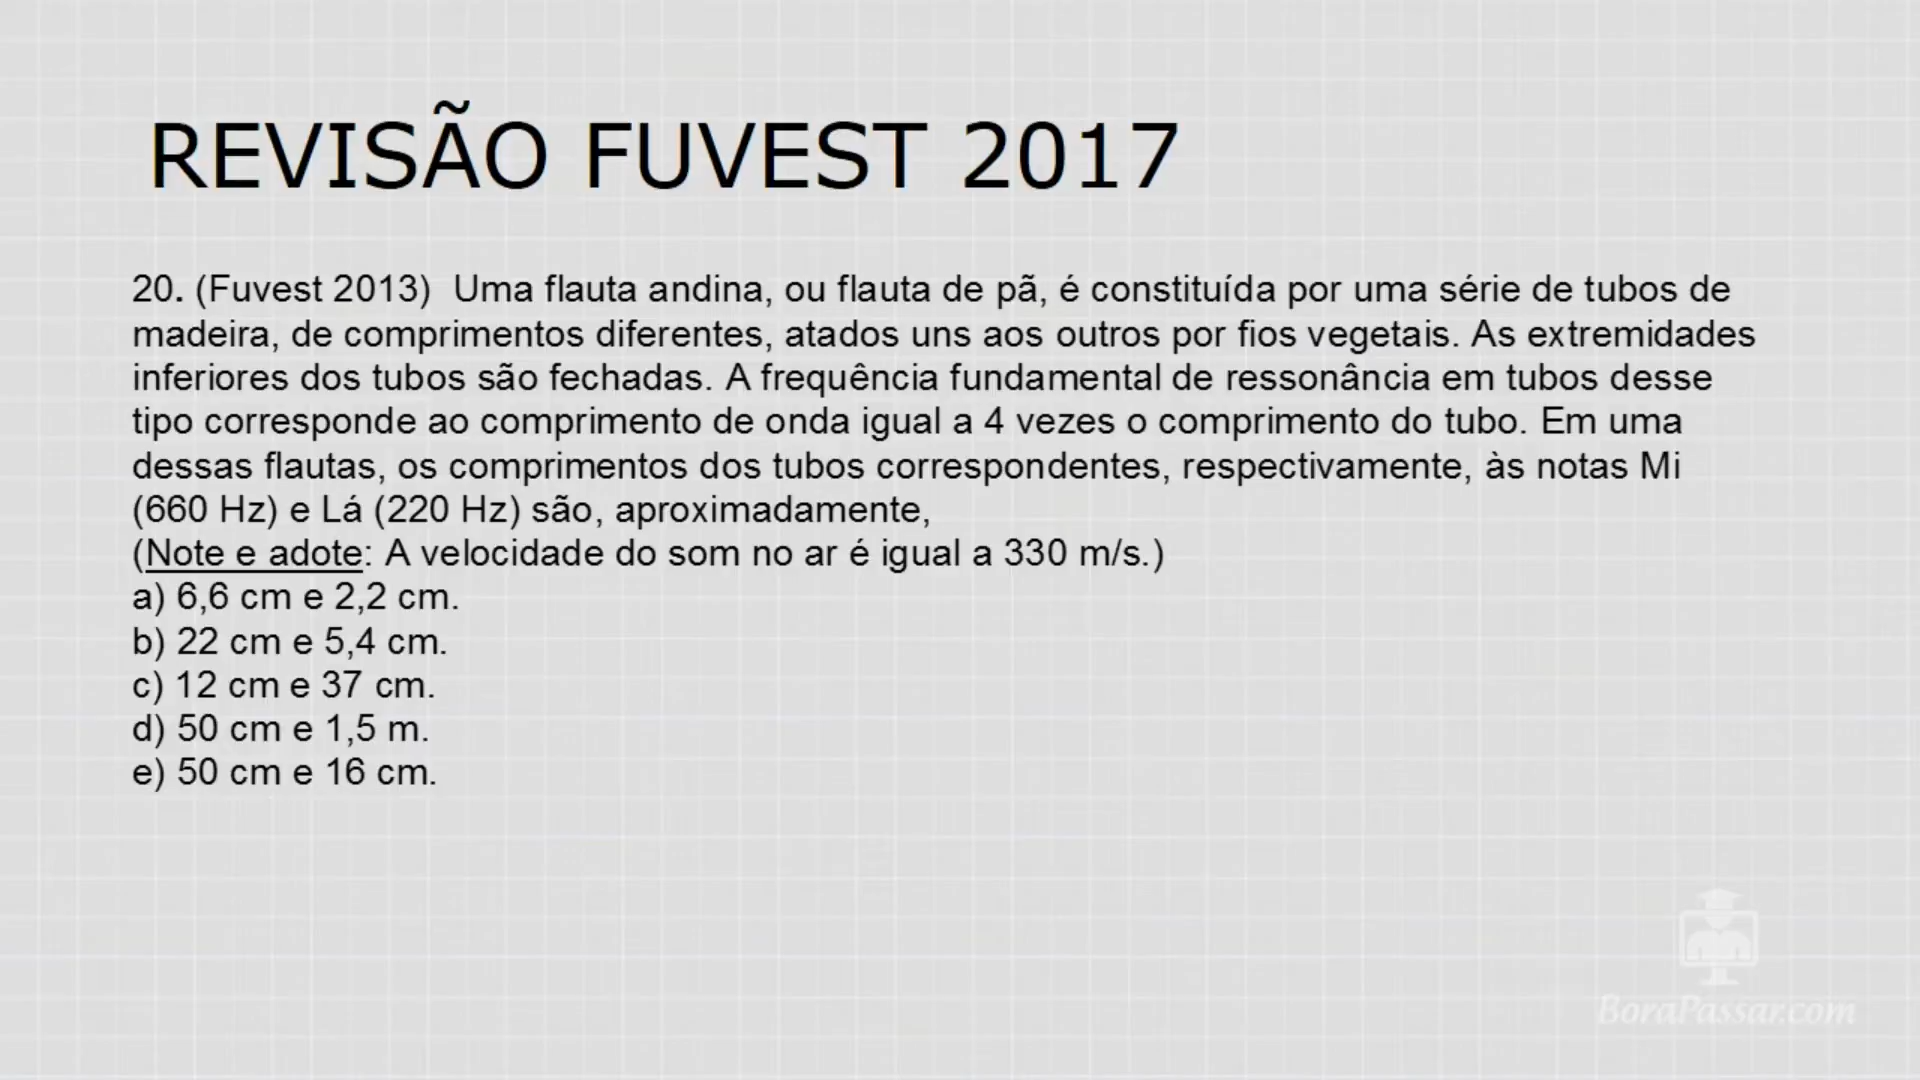 REVISÃO FUVEST 2017
20. (Fuvest 2013)  Uma flauta andina, ou flauta de pã, é constituída por uma série de tubos de
madeira, de comprimentos diferentes, atados uns aos outros por fios vegetais. As extremidades
inferiores dos tubos são fechadas. A frequência fundamental de ressonância em tubos desse
tipo corresponde ao comprimento de onda igual a 4 vezes o comprimento do tubo. Em uma
dessas flautas, os comprimentos dos tubos correspondentes, respectivamente, às notas Mi
(660 Hz) e Lá (220 Hz) são, aproximadamente,
(Note e adote: A velocidade do som no ar é igual a 330 m/s.)
a) 6,6 cm e 2,2 cm.
b) 22 cm e 5,4 cm.
c) 12 cm e 37 cm.
d) 50 cm e 1,5 m.
e) 50 cm e 16 cm.
BoraPassar.com